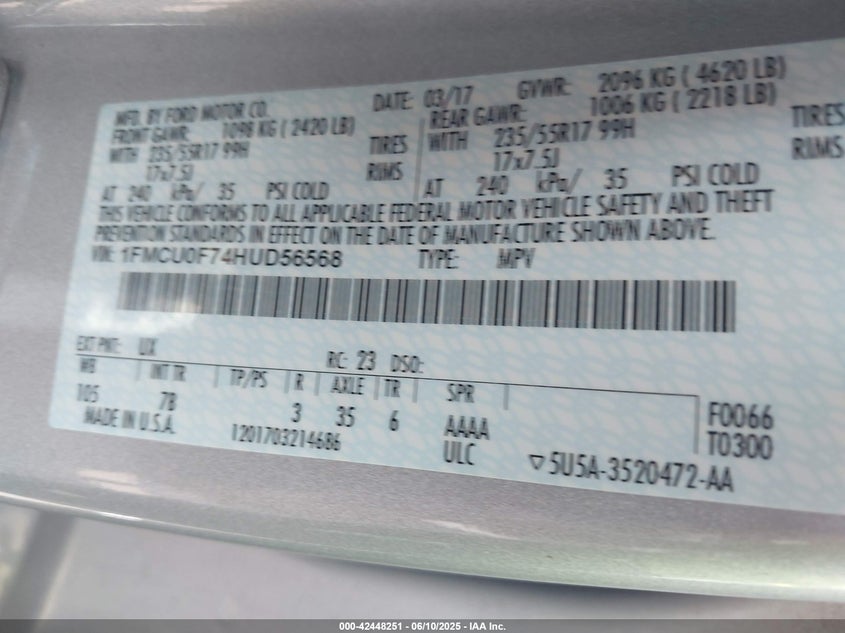 MFD. BY FORD MOTOR CO. DATE: 03/17 GVWR: 2096 KG ( 4620 LB)
FRONT GAWR: 1098 KG ( 2420 LB) REAR GAWR: 1006 KG ( 2218 LB)
WITH 235/55R17 99H TIRES WITH 235/55R17 99H TIRES
17x7.5J RIMS 17x7.5J RIMS
AT 240 kPa/ 35 PSI COLD AT 240 kPa/ 35 PSI COLD
THIS VEHICLE CONFORMS TO ALL APPLICABLE FEDERAL MOTOR VEHICLE SAFETY AND THEFT
PREVENTION STANDARDS IN EFFECT ON THE DATE OF MANUFACTURE SHOWN ABOVE.
VIN: 1FMCU0F74HUD56568 TYPE: MPV
EXT PNT: UX RC: 23 DSO:
WB INT TR TP/PS R AXLE TR SPR
105 7B 3 35 6 AAAA F0066
MADE IN U.S.A. 1201703214686 ULC T0300
▽5U5A-3520472-AA
000-42448251 - 06/10/2025 - IAA Inc.